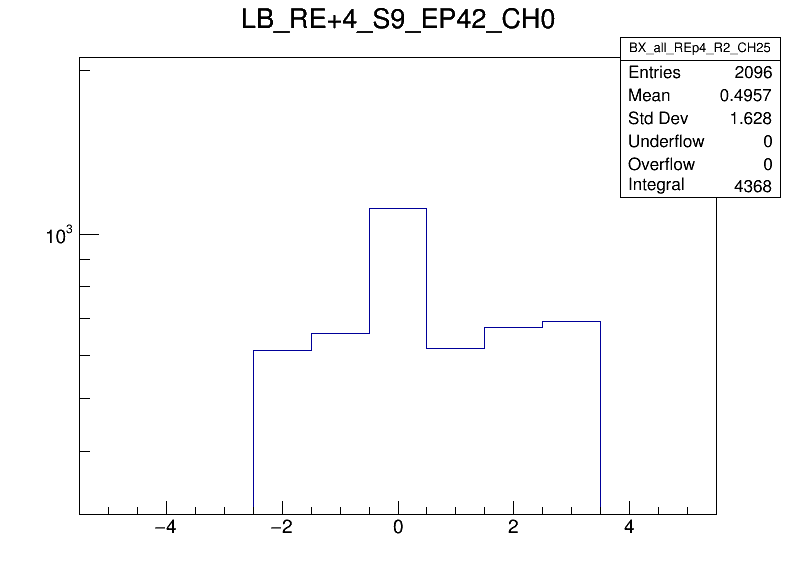 LB_RE+4_S9_EP42_CH0
BX_all_REp4_R2_CH25
Entries 2096
Mean 0.4957
Std Dev 1.628
Underflow 0
Overflow 0
Integral 4368
10³
−4 −2 0 2 4